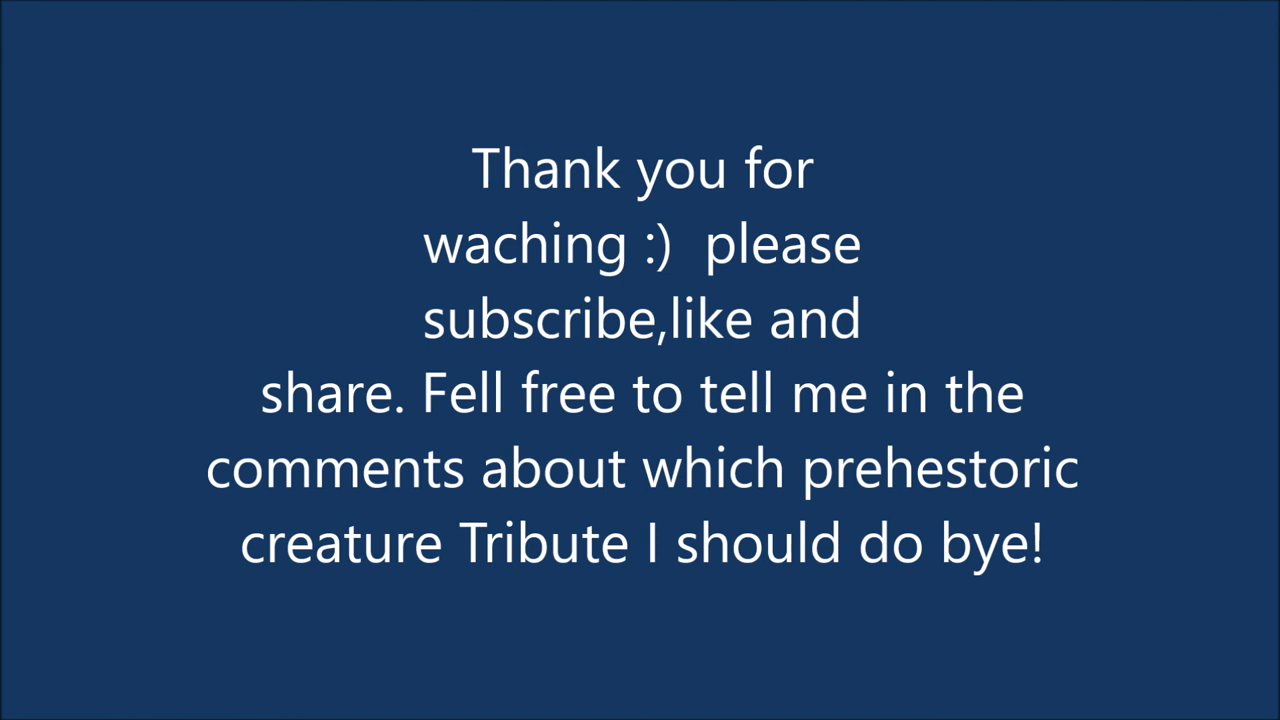 Thank you for
waching :)  please
subscribe,like and
share. Fell free to tell me in the
comments about which prehestoric
creature Tribute I should do bye!